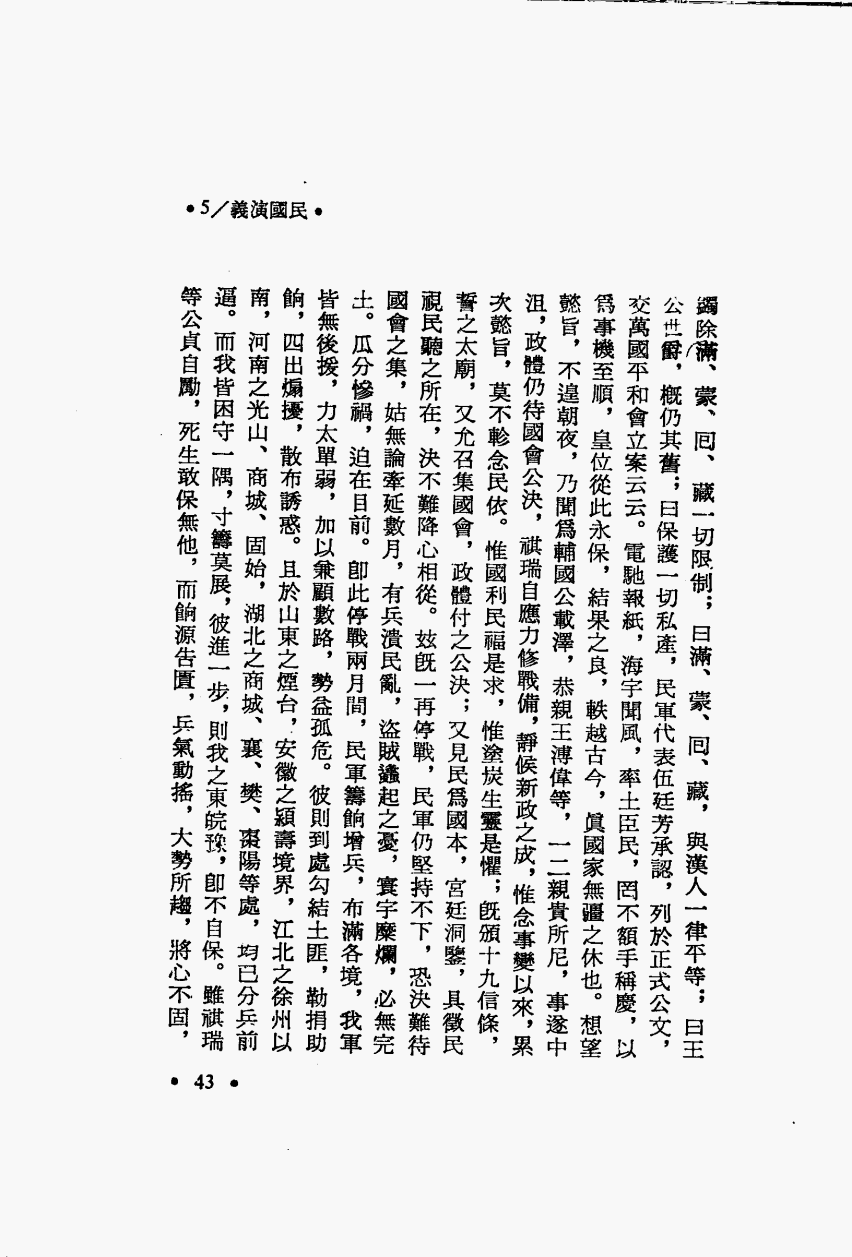 •5／義演國民•
蠲除滿、蒙、回、藏一切限制；曰滿、蒙、回、藏，與漢人一律平等；曰王
公世爵，槪仍其舊；曰保護一切私產，民軍代表伍廷芳承認，列於正式公文，
交萬國平和會立案云云。電馳報紙，海宇聞風，率土臣民，罔不額手稱慶，以
爲事機至順，皇位從此永保，結果之良，軼越古今，眞國家無疆之休也。想望
懿旨，不遑朝夜，乃聞爲輔國公載澤，恭親王溥偉等，一二親貴所尼，事遂中
沮，政體仍待國會公決，祺瑞自應力修戰備，靜候新政之成，惟念事變以來，累
次懿旨，莫不軫念民依。惟國利民福是求，惟塗炭生靈是懼；旣頒十九信條，
誓之太廟，又允召集國會，政體付之公決；又見民爲國本，宮廷洞鑒，具徵民
視民聽之所在，決不難降心相從。玆旣一再停戰，民軍仍堅持不下，恐決難待
國會之集，姑無論牽延數月，有兵潰民亂，盜賊蠭起之憂，寰宇糜爛，必無完
土。瓜分慘禍，迫在目前。卽此停戰兩月間，民軍籌餉增兵，布滿各境，我軍
皆無後援，力太單弱，加以兼顧數路，勢益孤危。彼則到處勾結土匪，勒捐助
餉，四出煽擾，散布誘惑。且於山東之煙台，安徽之潁壽境界，江北之徐州以
南，河南之光山、商城、固始，湖北之商城、襄、樊、棗陽等處，均已分兵前
逼。而我皆困守一隅，寸籌莫展，彼進一步，則我之東皖豫，卽不自保。雖祺瑞
等公貞自勵，死生敢保無他，而餉源告匱，兵氣動搖，大勢所趨，將心不固，
• 43 •